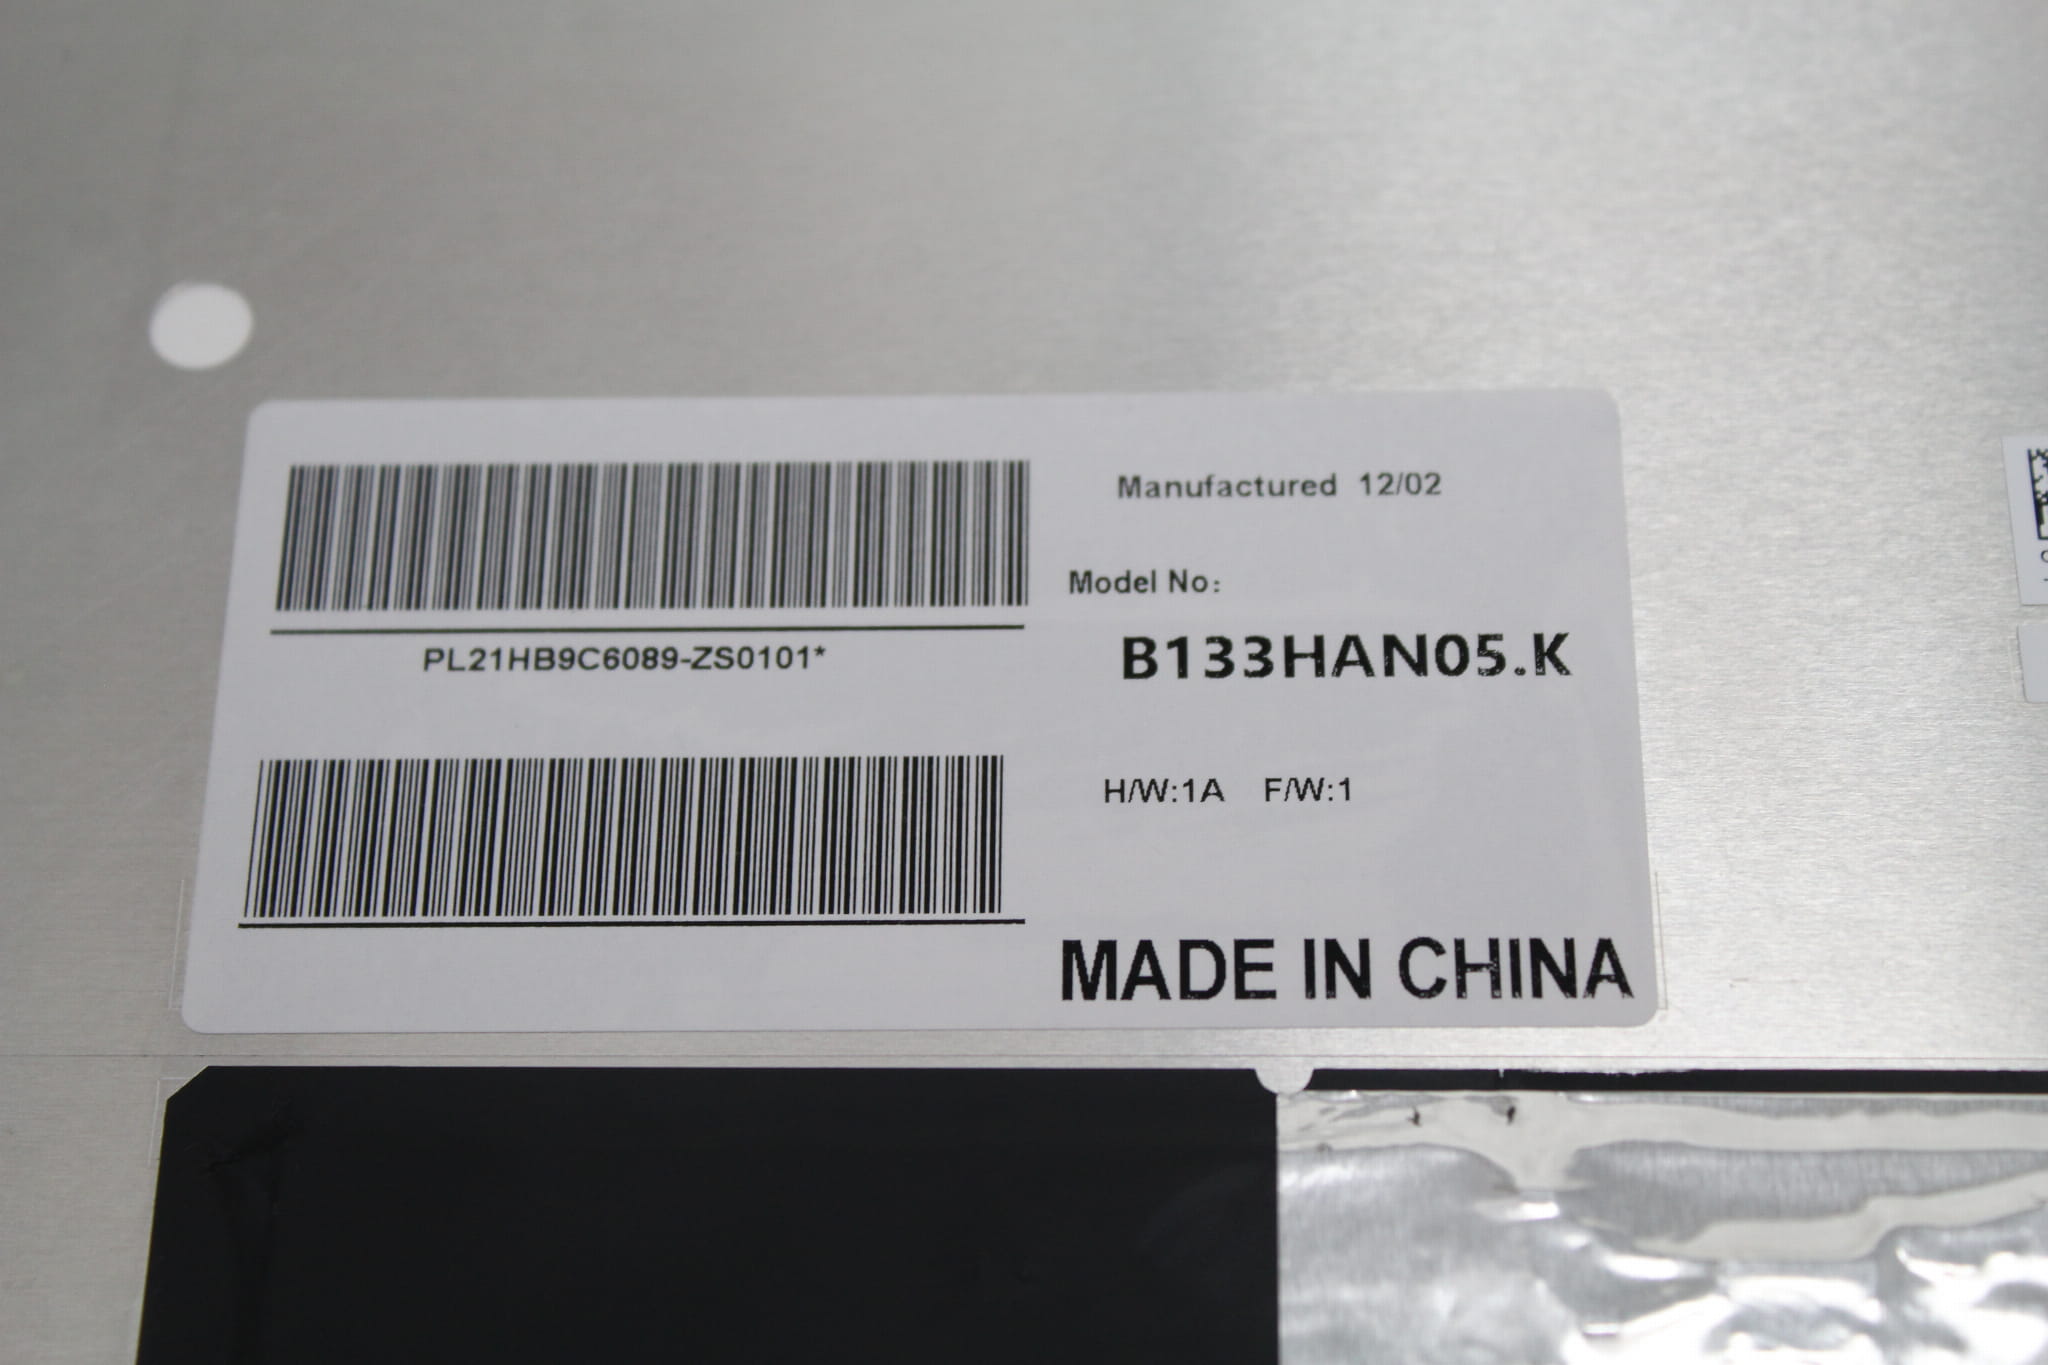 Manufactured 12/02
Model No:
PL21HB9C6089-ZS0101*
B133HAN05.K
H/W:1A F/W:1
MADE IN CHINA